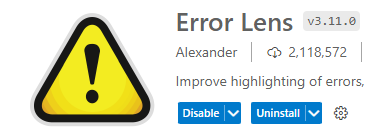 !
Error Lens v3.11.0
Alexander | 2,118,572 |
Improve highlighting of errors,
Disable Uninstall